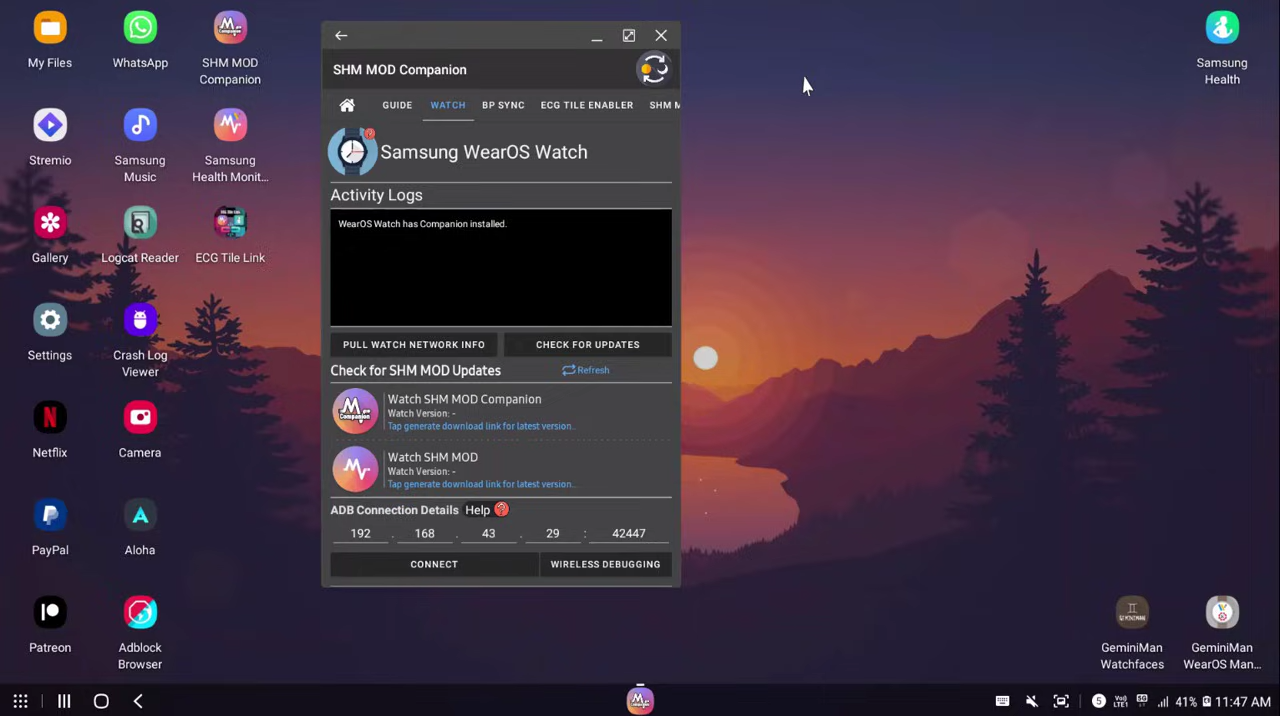 My Files
WhatsApp
SHM MOD
Companion
Stremio
Samsung
Music
Samsung
Health Monit...
Gallery
Logcat Reader
ECG Tile Link
Settings
Crash Log
Viewer
Netflix
Camera
PayPal
Aloha
Patreon
Adblock
Browser
SHM MOD Companion
GUIDE
WATCH
BP SYNC
ECG TILE ENABLER
SHM M
Samsung WearOS Watch
Activity Logs
WearOS Watch has Companion installed.
PULL WATCH NETWORK INFO
CHECK FOR UPDATES
Check for SHM MOD Updates
Refresh
Watch SHM MOD Companion
Watch Version: -
Tap generate download link for latest version..
Watch SHM MOD
Watch Version: -
Tap generate download link for latest version...
ADB Connection Details Help ?
192 . 168 . 43 . 29 : 42447
CONNECT
WIRELESS DEBUGGING
Samsung
Health
GeminiMan
Watchfaces
GeminiMan
WearOS Man...
5
41%
11:47 AM